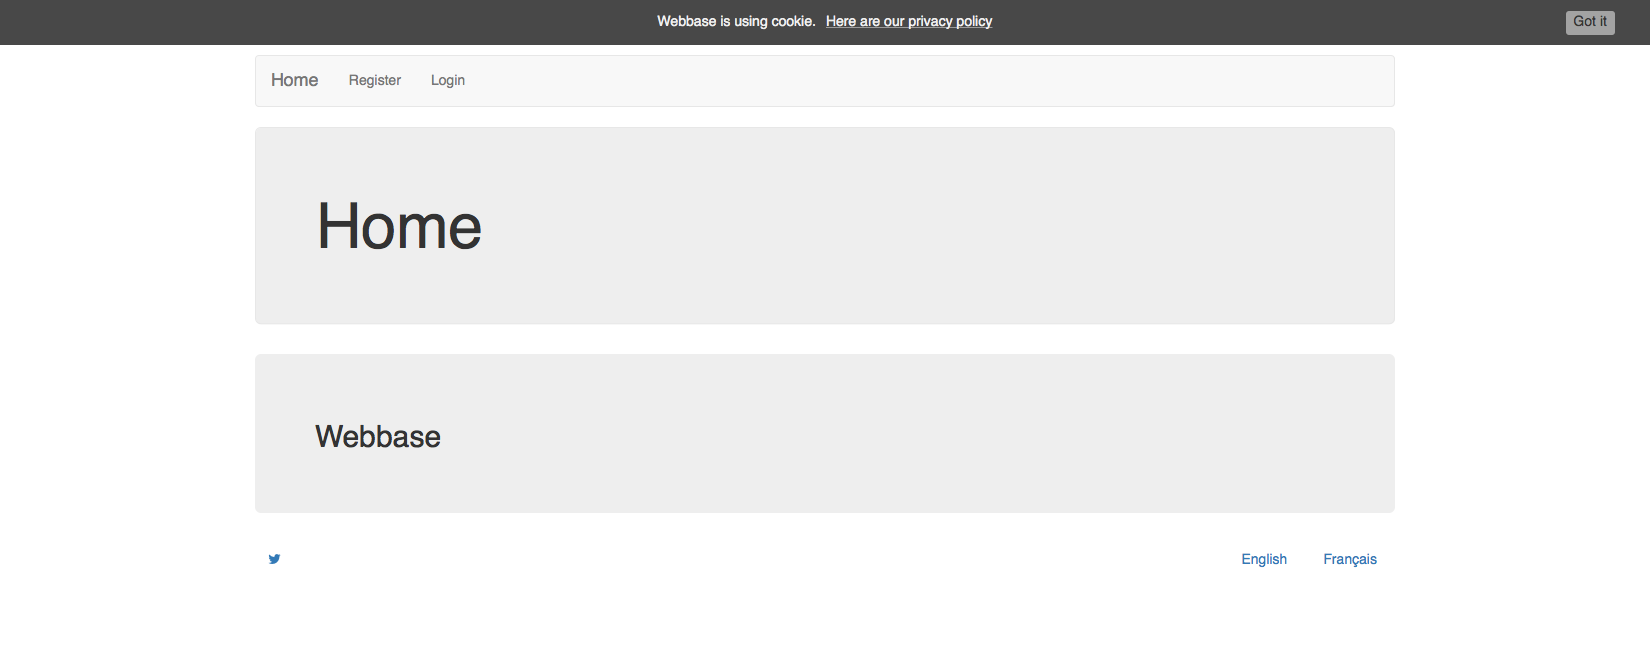 Webbase is using cookie. Here are our privacy policy Got it
Home Register Login
Home
Webbase
English Français